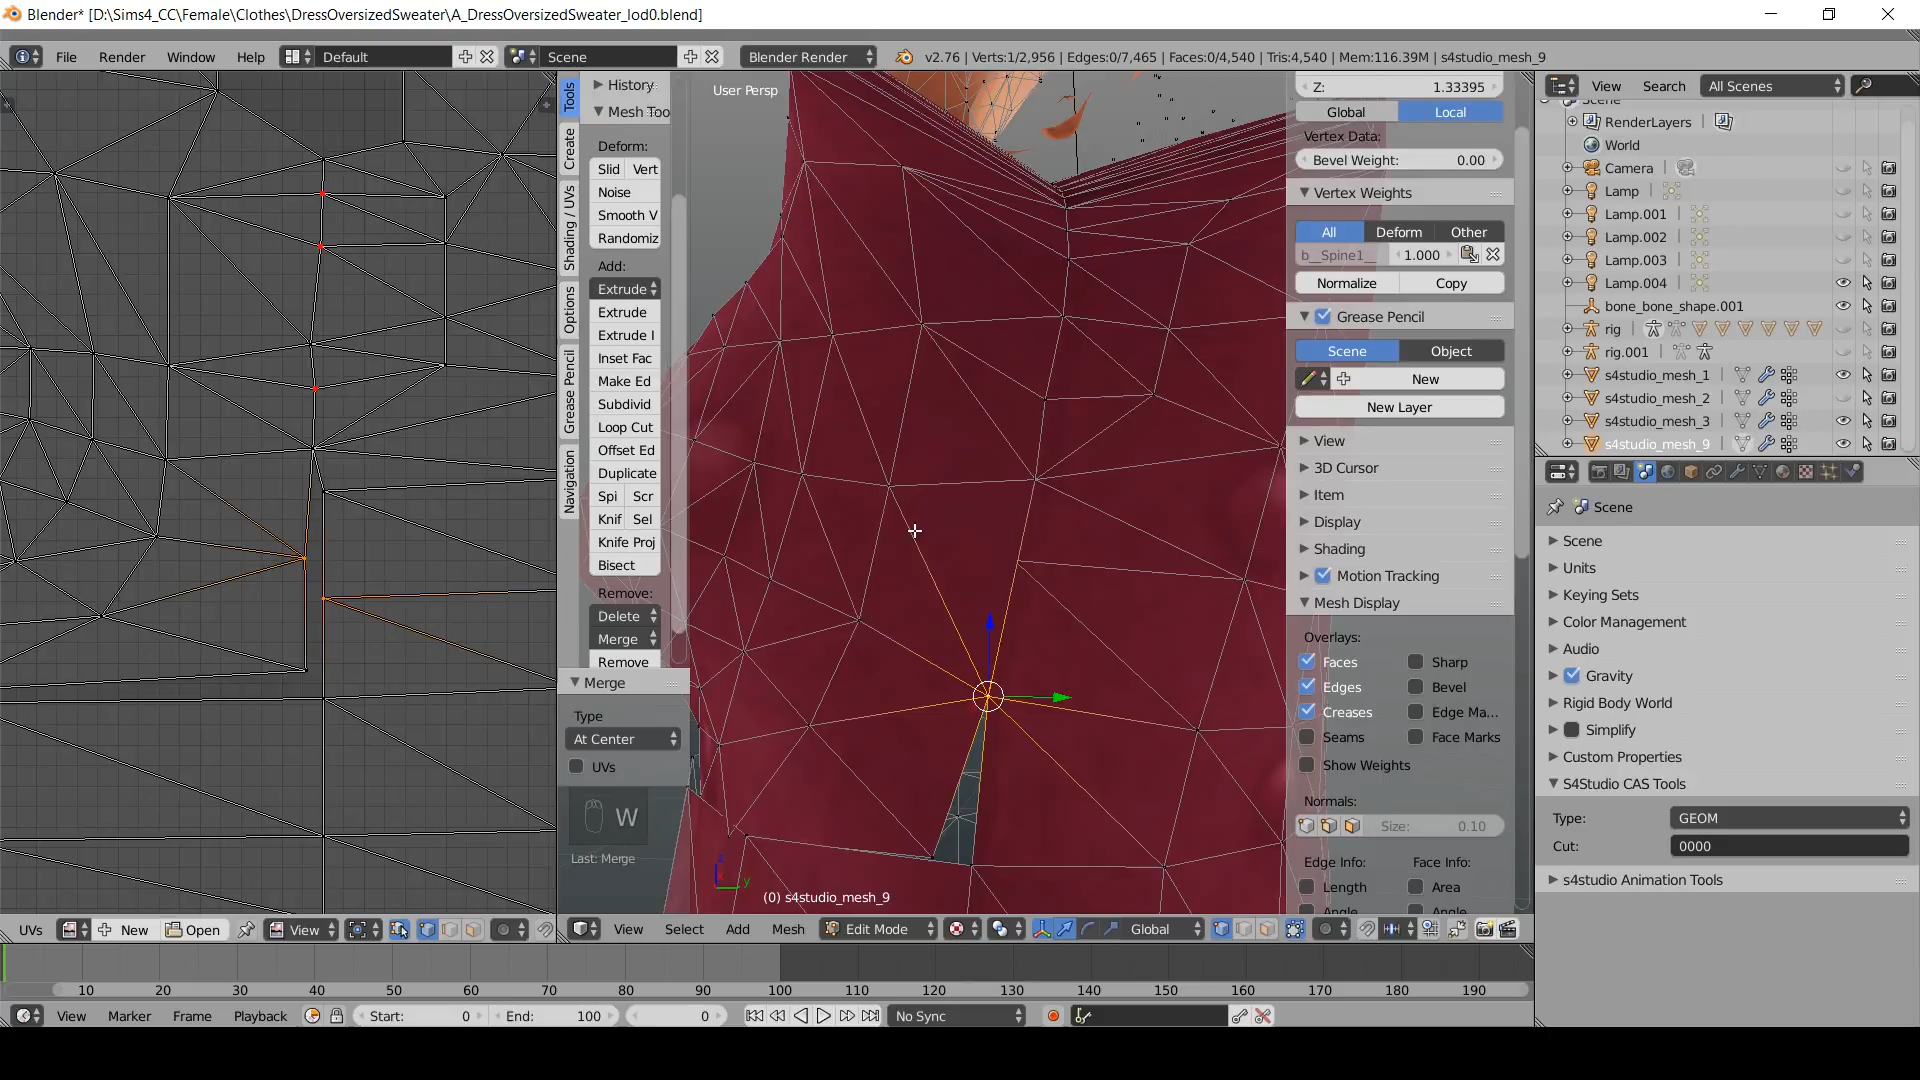 Blender* [D:\Sims4_CC\Female\Clothes\DressOversizedSweater\A_DressOversizedSweater_lod0.blend]
File Render Window Help Default Scene Blender Render v2.76 | Verts:1/2,956 | Edges:0/7,465 | Faces:0/4,540 | Tris:4,540 | Mem:116.39M | s4studio_mesh_9
Tools
Create
Shading / UVs
Options
Grease Pencil
Navigation
History
Mesh Too
Deform:
Slid Vert
Noise
Smooth V
Randomiz
Add:
Extrude
Extrude
Extrude I
Inset Fac
Make Ed
Subdivid
Loop Cut
Offset Ed
Duplicate
Spi Scr
Knif Sel
Knife Proj
Bisect
Remove:
Delete
Merge
Remove
Merge
Type
At Center
UVs
W
Last: Merge
User Persp
z
y
(0) s4studio_mesh_9
Z: 1.33395
Global Local
Vertex Data:
Bevel Weight: 0.00
Vertex Weights
All Deform Other
b__Spine1__ 1.000
Normalize Copy
Grease Pencil
Scene Object
New
New Layer
View
3D Cursor
Item
Display
Shading
Motion Tracking
Mesh Display
Overlays:
Faces Sharp
Edges Bevel
Creases Edge Ma...
Seams Face Marks
Show Weights
Normals:
Size: 0.10
Edge Info: Face Info:
Length Area
Angle Angle
View Search All Scenes
Scene
RenderLayers |
World
Camera |
Lamp |
Lamp.001 |
Lamp.002 |
Lamp.003 |
Lamp.004 |
bone_bone_shape.001
rig |
rig.001 |
s4studio_mesh_1 |
s4studio_mesh_2 |
s4studio_mesh_3 |
s4studio_mesh_9 |
Scene
Scene
Units
Keying Sets
Color Management
Audio
Gravity
Rigid Body World
Simplify
Custom Properties
S4Studio CAS Tools
Type: GEOM
Cut: 0000
s4studio Animation Tools
UVs New Open View
View Select Add Mesh Edit Mode Global
10 20 30 40 50 60 70 80 90 100 110 120 130 140 150 160 170 180 190
View Marker Frame Playback Start: 0 End: 100 0 No Sync